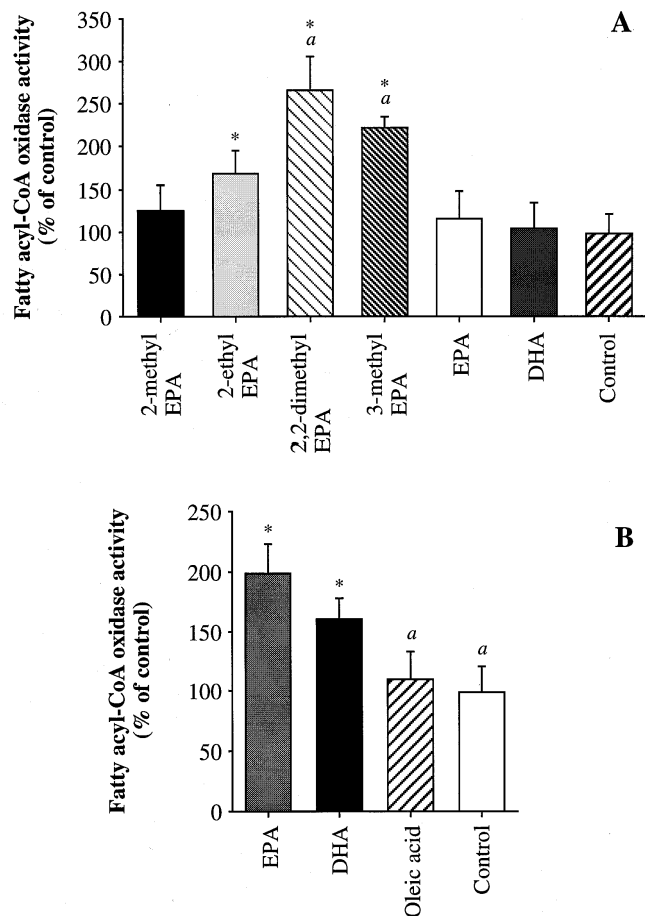 A
Fatty acyl-CoA oxidase activity
(% of control)
350
300
250
200
150
100
50
0
*
*
a
*
a
2-methyl
EPA
2-ethyl
EPA
2,2-dimethyl
EPA
3-methyl
EPA
EPA
DHA
Control
B
Fatty acyl-CoA oxidase activity
(% of control)
250
200
150
100
50
0
*
*
a
a
EPA
DHA
Oleic acid
Control